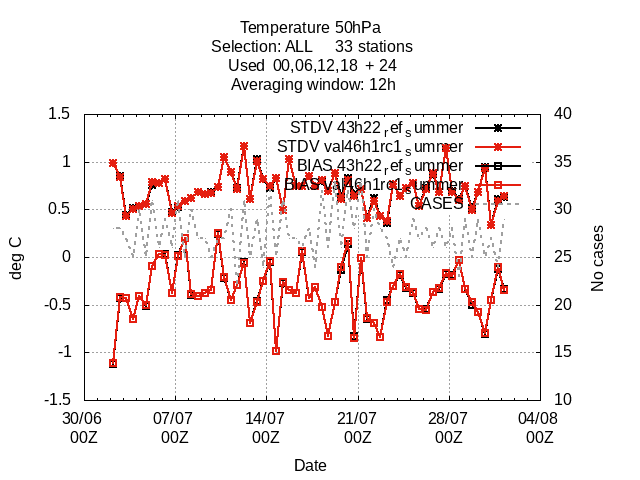 Temperature 50hPa
Selection: ALL 33 stations
Used 00,06,12,18 + 24
Averaging window: 12h
STDV 43h22_ref_summer
STDV val46h1rc1_summer
BIAS 43h22_ref_summer
BIAS val46h1rc1_summer
CASES
1.5
1
0.5
0
-0.5
-1
-1.5
deg C
40
35
30
25
20
15
10
No cases
30/06 07/07 14/07 21/07 28/07 04/08
00Z 00Z 00Z 00Z 00Z 00Z
Date